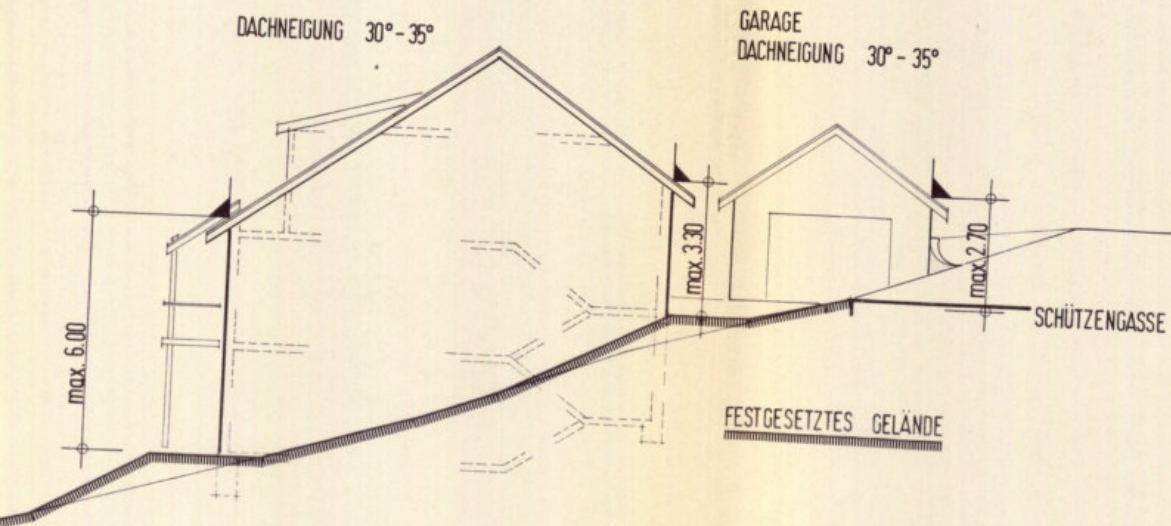 DACHNEIGUNG 30° - 35°
GARAGE
DACHNEIGUNG 30° - 35°
max. 6.00
max. 3.30
max. 2.70
SCHÜTZENGASSE
FESTGESETZTES GELÄNDE